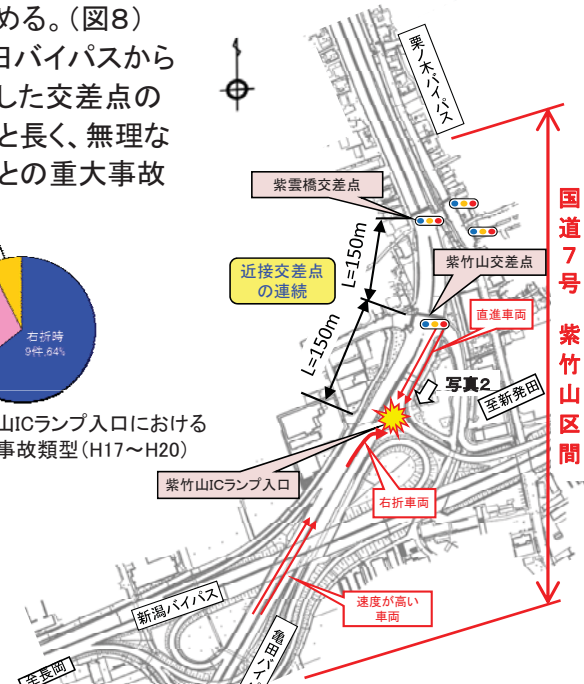 める。(図8)
田バイパスから
した交差点の
と長く、無理な
との重大事故
右折時
9件,64%
山ICランプ入口における
事故類型(H17～H20)
栗ノ木バイパス
紫雲橋交差点
L=150m
近接交差点
の連続
紫竹山交差点
L=150m
直進車両
写真2
至新発田
国道7号 紫竹山区間
紫竹山ICランプ入口
右折車両
新潟バイパス
速度が高い
車両
亀田バイ
至長岡